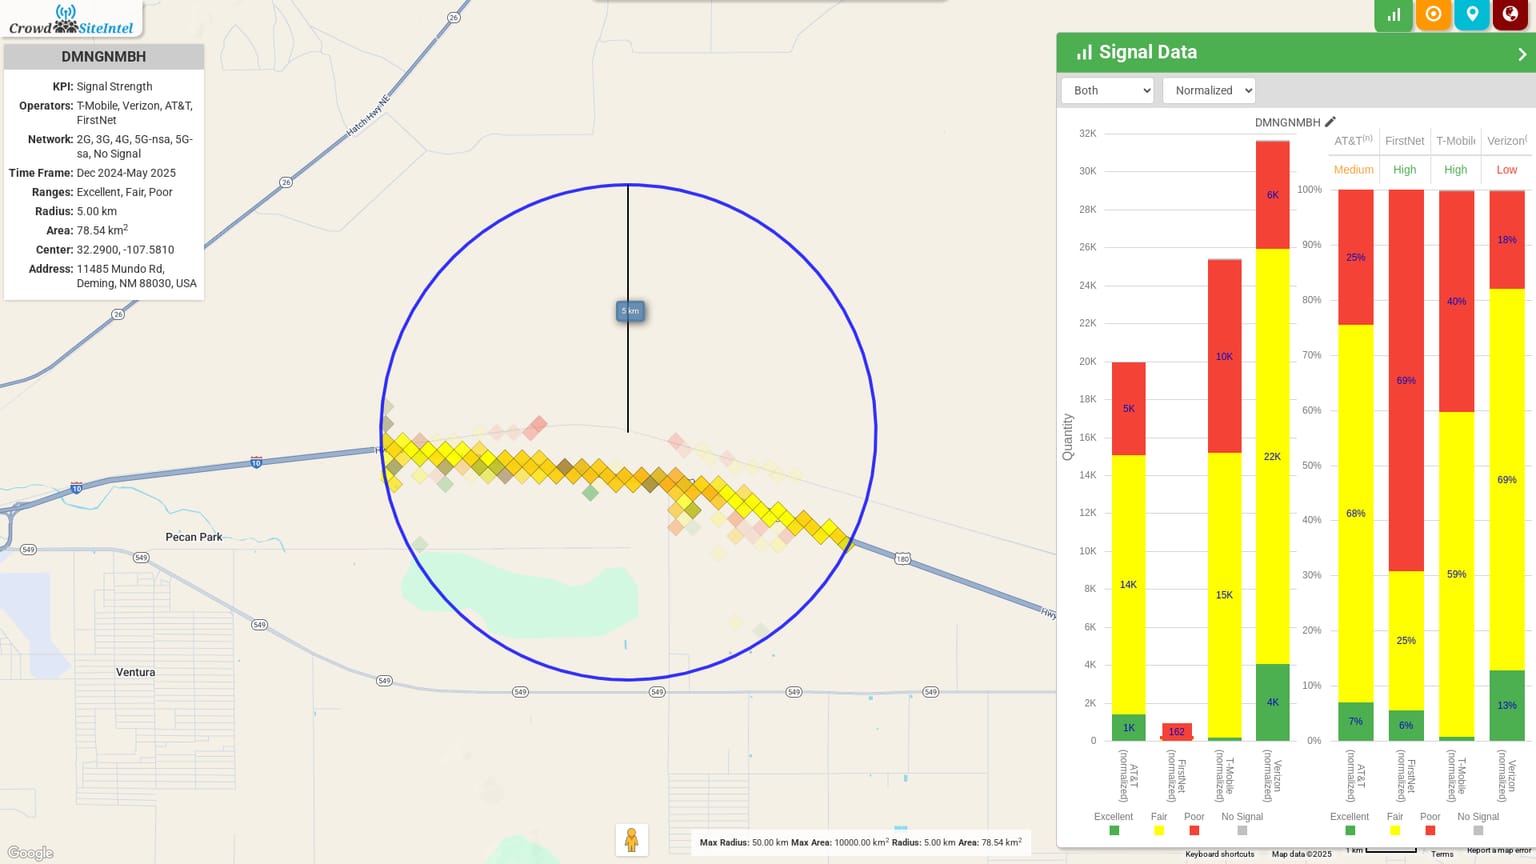 Crowd SiteIntel
DMNGNMBH
KPI: Signal Strength
Operators: T-Mobile, Verizon, AT&T,
FirstNet
Network: 2G, 3G, 4G, 5G-nsa, 5G-
sa, No Signal
Time Frame: Dec 2024-May 2025
Ranges: Excellent, Fair, Poor
Radius: 5.00 km
Area: 78.54 km²
Center: 32.2900, -107.5810
Address: 11485 Mundo Rd,
Deming, NM 88030, USA
26
Hatch-Hwy-NE
26
26
5 km
10
10
Pecan Park
549
549
180
Hwy
549
Ventura
549
549
549
549
549
Google
Max Radius: 50.00 km Max Area: 10000.00 km² Radius: 5.00 km Area: 78.54 km²
Signal Data
Both
Normalized
DMNGNMBH
Quantity
32K
30K
28K
26K
24K
22K
20K
18K
16K
14K
12K
10K
8K
6K
4K
2K
0
5K
14K
1K
162
10K
15K
6K
22K
4K
AT&T (normalized)
FirstNet (normalized)
T-Mobile (normalized)
Verizon (normalized)
Excellent Fair Poor No Signal
AT&T(n) FirstNet T-Mobile Verizon(
Medium High High Low
100%
90%
80%
70%
60%
50%
40%
30%
20%
10%
0%
25%
68%
7%
69%
25%
6%
40%
59%
18%
69%
13%
AT&T (normalized)
FirstNet (normalized)
T-Mobile (normalized)
Verizon (normalized)
Excellent Fair Poor No Signal
Keyboard shortcuts Map data ©2025 1 km Terms Report a map error